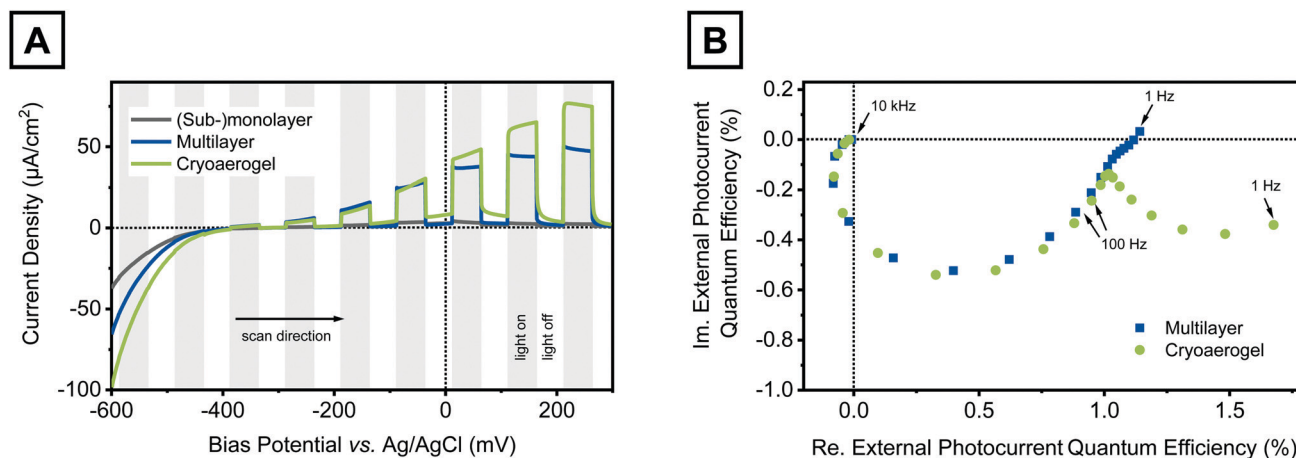 A
Current Density (µA/cm²)
50
0
-50
-100
(Sub-)monolayer
Multilayer
Cryoaerogel
scan direction
light on
light off
-600
-400
-200
0
200
Bias Potential vs. Ag/AgCl (mV)
B
Im. External Photocurrent
Quantum Efficiency (%)
0.2
0.0
-0.2
-0.4
-0.6
-0.8
-1.0
10 kHz
1 Hz
100 Hz
1 Hz
Multilayer
Cryoaerogel
0.0
0.5
1.0
1.5
Re. External Photocurrent Quantum Efficiency (%)